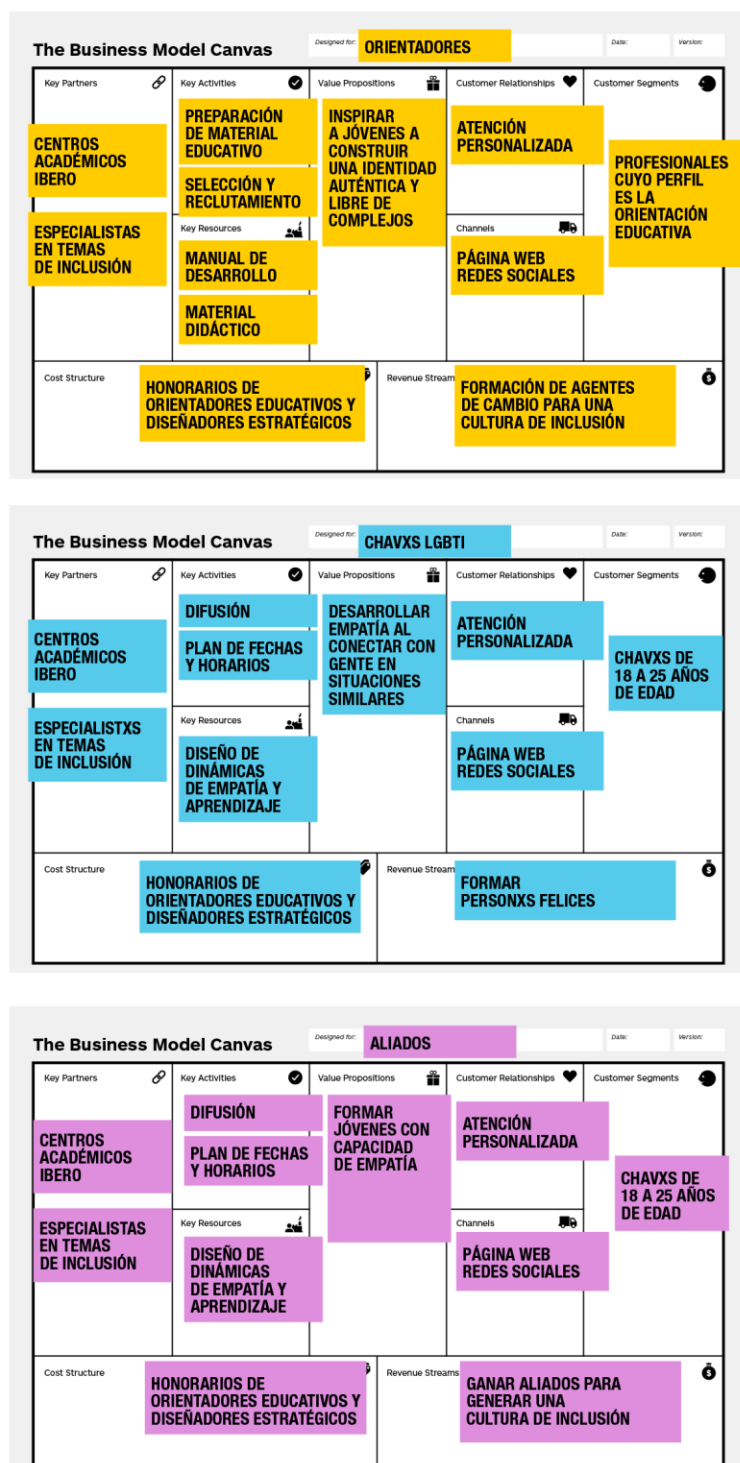 The Business Model Canvas
Designed for:
ORIENTADORES
Date:
Version:
Key Partners
Key Activities
Value Propositions
Customer Relationships
Customer Segments
CENTROS
ACADÉMICOS
IBERO
ESPECIALISTAS
EN TEMAS
DE INCLUSIÓN
PREPARACIÓN
DE MATERIAL
EDUCATIVO
SELECCIÓN Y
RECLUTAMIENTO
Key Resources
MANUAL DE
DESARROLLO
MATERIAL
DIDÁCTICO
INSPIRAR
A JÓVENES A
CONSTRUIR
UNA IDENTIDAD
AUTÉNTICA Y
LIBRE DE
COMPLEJOS
ATENCIÓN
PERSONALIZADA
Channels
PÁGINA WEB
REDES SOCIALES
PROFESIONALES
CUYO PERFIL
ES LA
ORIENTACIÓN
EDUCATIVA
Cost Structure
HONORARIOS DE
ORIENTADORES EDUCATIVOS Y
DISEÑADORES ESTRATÉGICOS
Revenue Stream
FORMACIÓN DE AGENTES
DE CAMBIO PARA UNA
CULTURA DE INCLUSIÓN
The Business Model Canvas
Designed for:
CHAVXS LGBTI
Date:
Version:
Key Partners
Key Activities
Value Propositions
Customer Relationships
Customer Segments
CENTROS
ACADÉMICOS
IBERO
ESPECIALISTXS
EN TEMAS
DE INCLUSIÓN
DIFUSIÓN
PLAN DE FECHAS
Y HORARIOS
Key Resources
DISEÑO DE
DINÁMICAS
DE EMPATÍA Y
APRENDIZAJE
DESARROLLAR
EMPATÍA AL
CONECTAR CON
GENTE EN
SITUACIONES
SIMILARES
ATENCIÓN
PERSONALIZADA
Channels
PÁGINA WEB
REDES SOCIALES
CHAVXS DE
18 A 25 AÑOS
DE EDAD
Cost Structure
HONORARIOS DE
ORIENTADORES EDUCATIVOS Y
DISEÑADORES ESTRATÉGICOS
Revenue Stream
FORMAR
PERSONXS FELICES
The Business Model Canvas
Designed for:
ALIADOS
Date:
Version:
Key Partners
Key Activities
Value Propositions
Customer Relationships
Customer Segments
CENTROS
ACADÉMICOS
IBERO
ESPECIALISTAS
EN TEMAS
DE INCLUSIÓN
DIFUSIÓN
PLAN DE FECHAS
Y HORARIOS
Key Resources
DISEÑO DE
DINÁMICAS
DE EMPATÍA Y
APRENDIZAJE
FORMAR
JÓVENES CON
CAPACIDAD
DE EMPATÍA
ATENCIÓN
PERSONALIZADA
Channels
PÁGINA WEB
REDES SOCIALES
CHAVXS DE
18 A 25 AÑOS
DE EDAD
Cost Structure
HONORARIOS DE
ORIENTADORES EDUCATIVOS Y
DISEÑADORES ESTRATÉGICOS
Revenue Streams
GANAR ALIADOS PARA
GENERAR UNA
CULTURA DE INCLUSIÓN